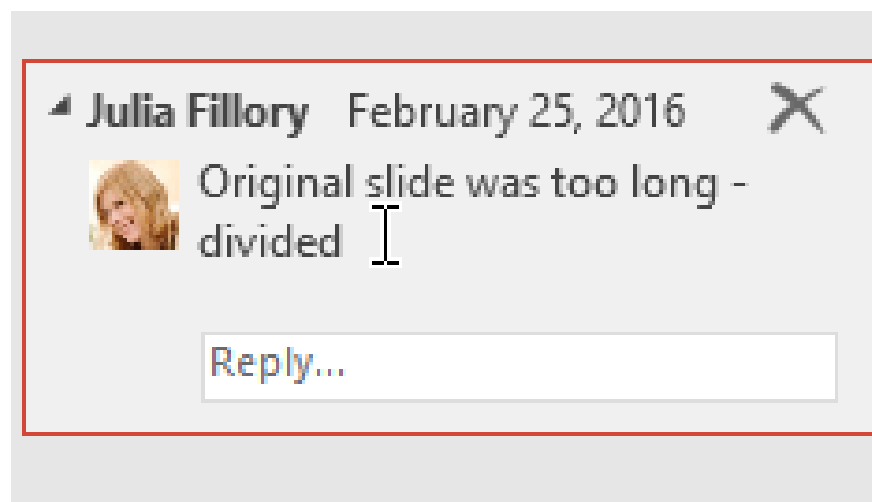 Julia Fillory February 25, 2016
Original slide was too long -
divided
Reply...